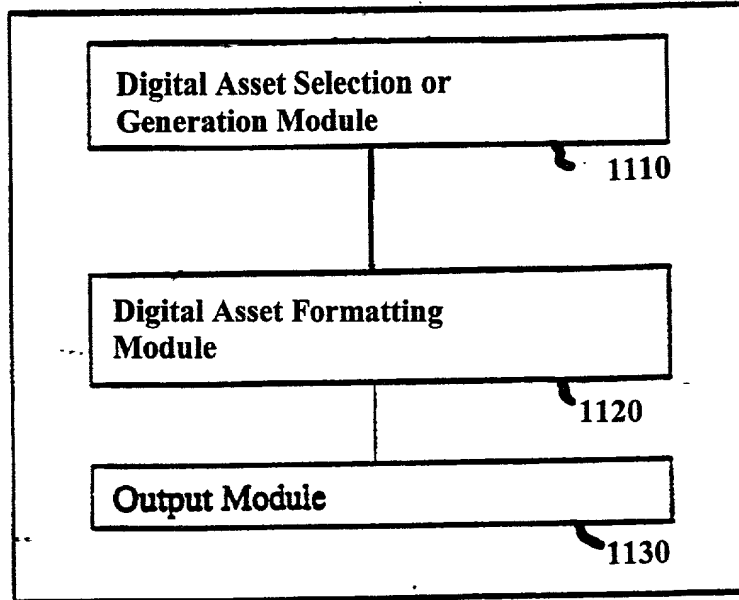 Digital Asset Selection or
Generation Module
1110
Digital Asset Formatting
Module
1120
Output Module
1130